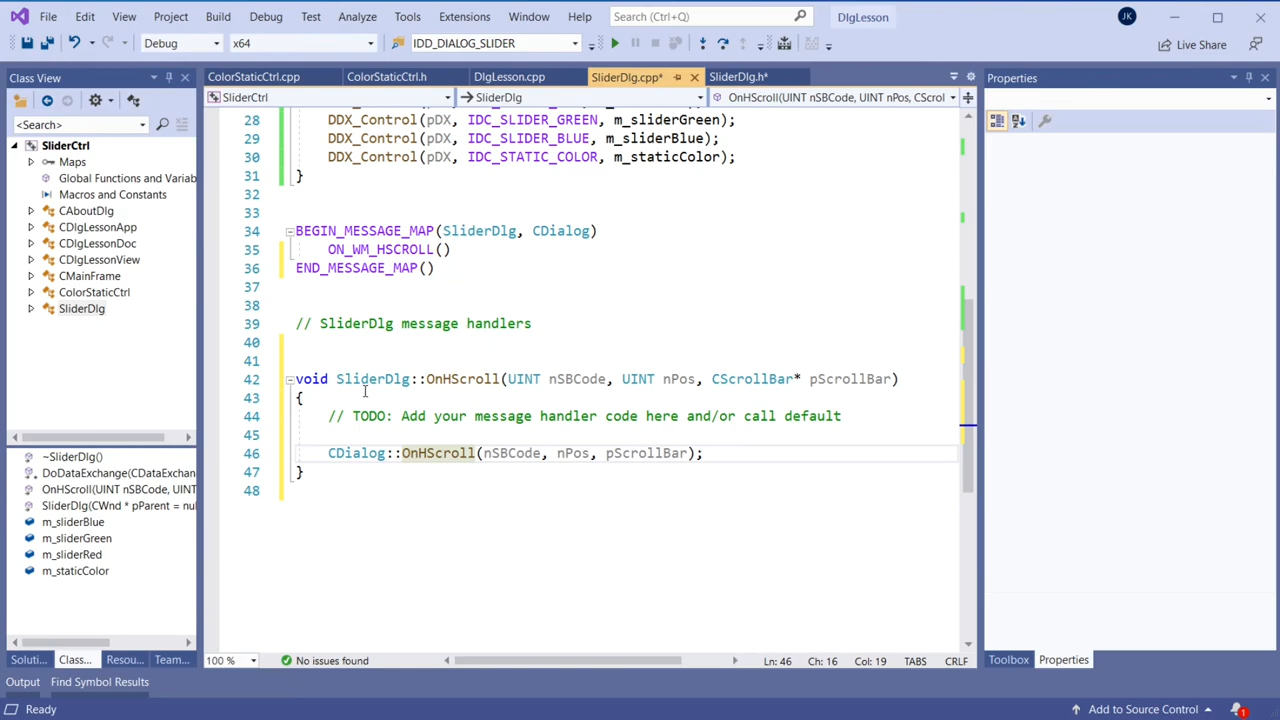 File Edit View Project Build Debug Test Analyze Tools Extensions Window Help Search (Ctrl+Q) DlgLesson JK
Debug x64 IDD_DIALOG_SLIDER Live Share
Class View
<Search>
SliderCtrl
Maps
Global Functions and Variab
Macros and Constants
CAboutDlg
CDlgLessonApp
CDlgLessonDoc
CDlgLessonView
CMainFrame
ColorStaticCtrl
SliderDlg
~SliderDlg()
DoDataExchange(CDataExchan
OnHScroll(UINT nSBCode, UINT
SliderDlg(CWnd * pParent = nul
m_sliderBlue
m_sliderGreen
m_sliderRed
m_staticColor
Soluti... Class... Resou... Team...
ColorStaticCtrl.cpp ColorStaticCtrl.h DlgLesson.cpp SliderDlg.cpp* SliderDlg.h*
SliderCtrl SliderDlg OnHScroll(UINT nSBCode, UINT nPos, CScrol
28 DDX_Control(pDX, IDC_SLIDER_GREEN, m_sliderGreen);
29 DDX_Control(pDX, IDC_SLIDER_BLUE, m_sliderBlue);
30 DDX_Control(pDX, IDC_STATIC_COLOR, m_staticColor);
31 }
32
33
34 BEGIN_MESSAGE_MAP(SliderDlg, CDialog)
35 ON_WM_HSCROLL()
36 END_MESSAGE_MAP()
37
38
39 // SliderDlg message handlers
40
41
42 void SliderDlg::OnHScroll(UINT nSBCode, UINT nPos, CScrollBar* pScrollBar)
43 {
44 // TODO: Add your message handler code here and/or call default
45
46 CDialog::OnHScroll(nSBCode, nPos, pScrollBar);
47 }
48
100 % No issues found Ln: 46 Ch: 16 Col: 19 TABS CRLF
Properties
Toolbox Properties
Output Find Symbol Results
Ready Add to Source Control 1